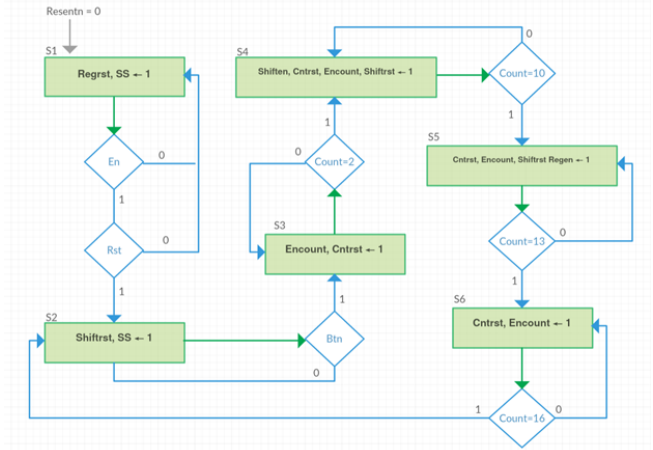 Resentn = 0
S1
Regrst, SS ← 1
En
0
1
Rst
0
1
S2
Shiftrst, SS ← 1
Btn
0
1
S3
Encount, Cntrst ← 1
Count=2
0
1
S4
Shiften, Cntrst, Encount, Shiftrst ← 1
Count=10
0
1
S5
Cntrst, Encount, Shiftrst Regen ← 1
Count=13
0
1
S6
Cntrst, Encount ← 1
Count=16
1
0